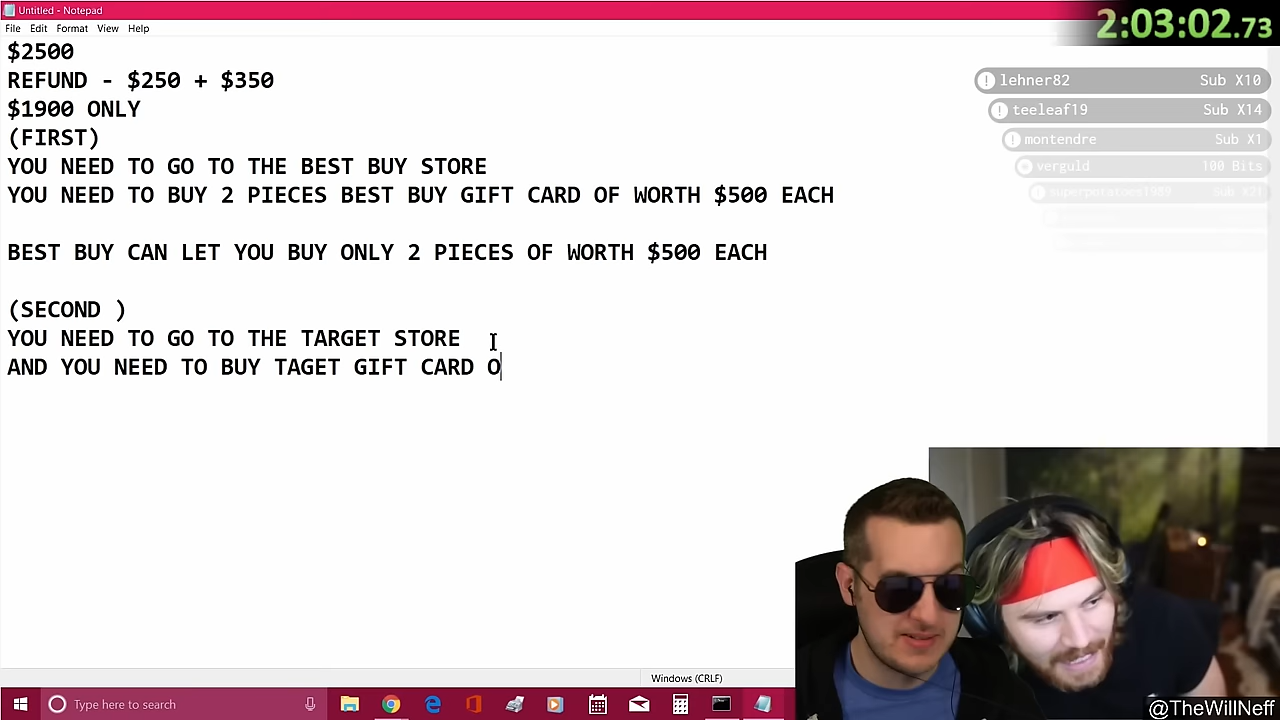 Untitled - Notepad
File Edit Format View Help
2:03:02.73
$2500
REFUND - $250 + $350
$1900 ONLY
(FIRST)
YOU NEED TO GO TO THE BEST BUY STORE
YOU NEED TO BUY 2 PIECES BEST BUY GIFT CARD OF WORTH $500 EACH
BEST BUY CAN LET YOU BUY ONLY 2 PIECES OF WORTH $500 EACH
(SECOND )
YOU NEED TO GO TO THE TARGET STORE
AND YOU NEED TO BUY TAGET GIFT CARD O
lehner82 Sub X10
teeleaf19 Sub X14
montendre Sub X1
verguld 100 Bits
superpotatoes1989 Sub X21
Windows (CRLF)
Type here to search
@TheWillNeff